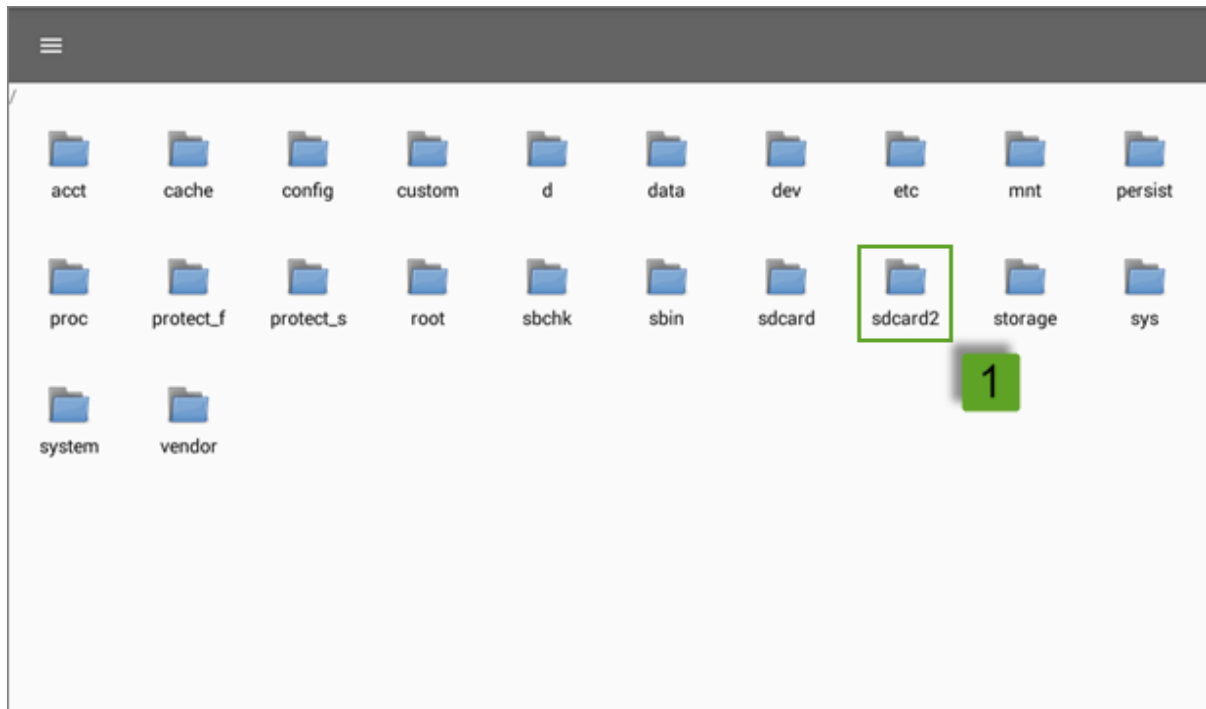 /
acct cache config custom d data dev etc mnt persist
proc protect_f protect_s root sbchk sbin sdcard sdcard2 storage sys
1
system vendor